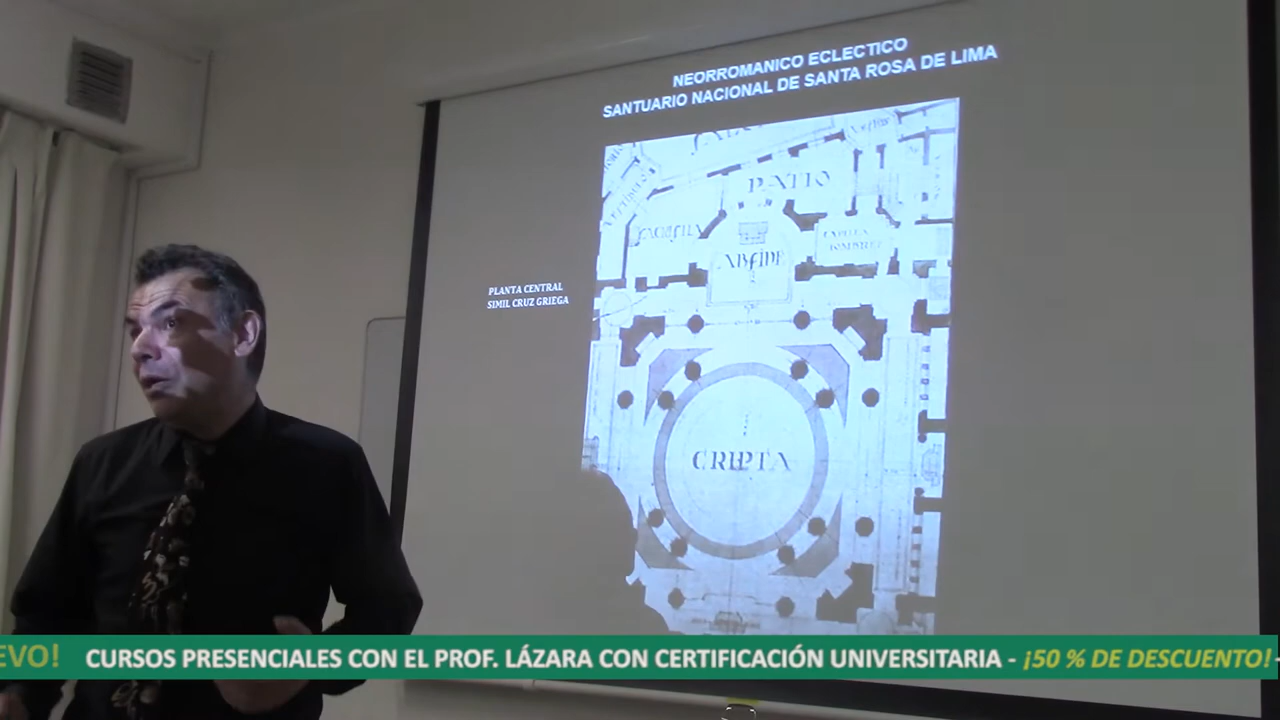 NEORROMANICO ECLECTICO
SANTUARIO NACIONAL DE SANTA ROSA DE LIMA
PATIO
ABSIDE
PLANTA CENTRAL
SIMIL CRUZ GRIEGA
CRIPTA
EVO! CURSOS PRESENCIALES CON EL PROF. LÁZARA CON CERTIFICACIÓN UNIVERSITARIA - ¡50 % DE DESCUENTO! -